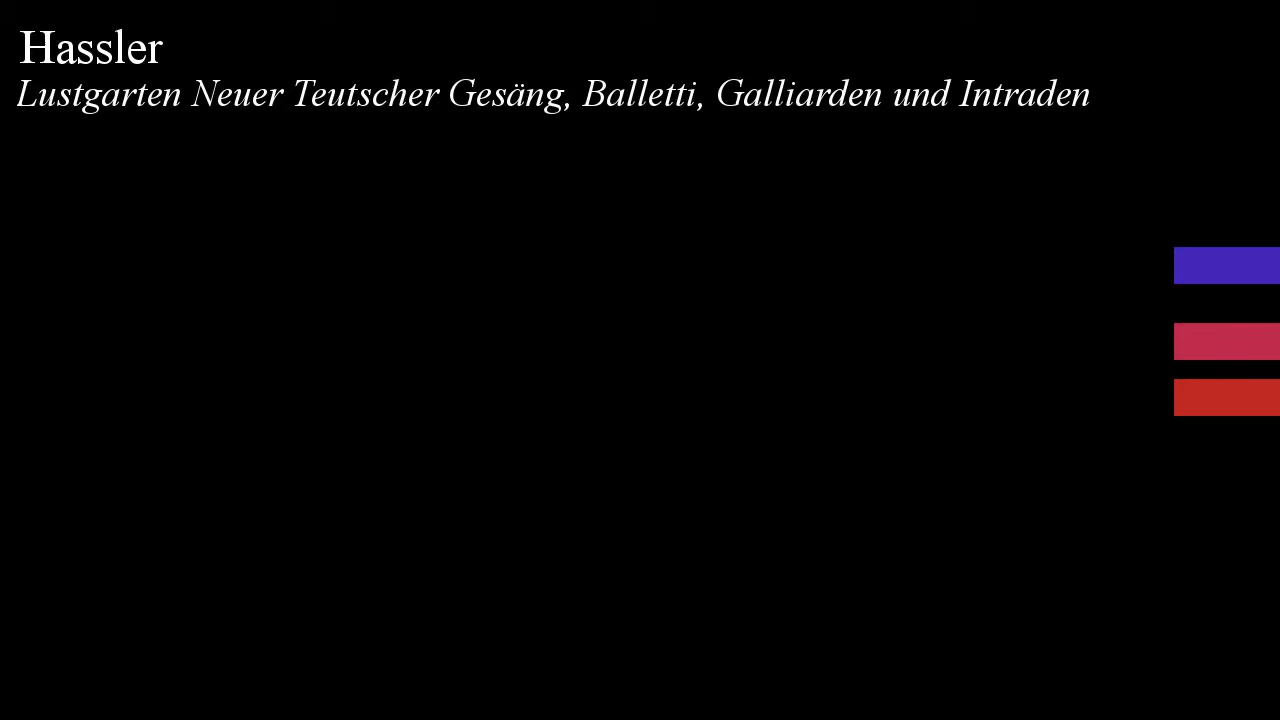 Hassler
Lustgarten Neuer Teutscher Gesäng, Balletti, Galliarden und Intraden